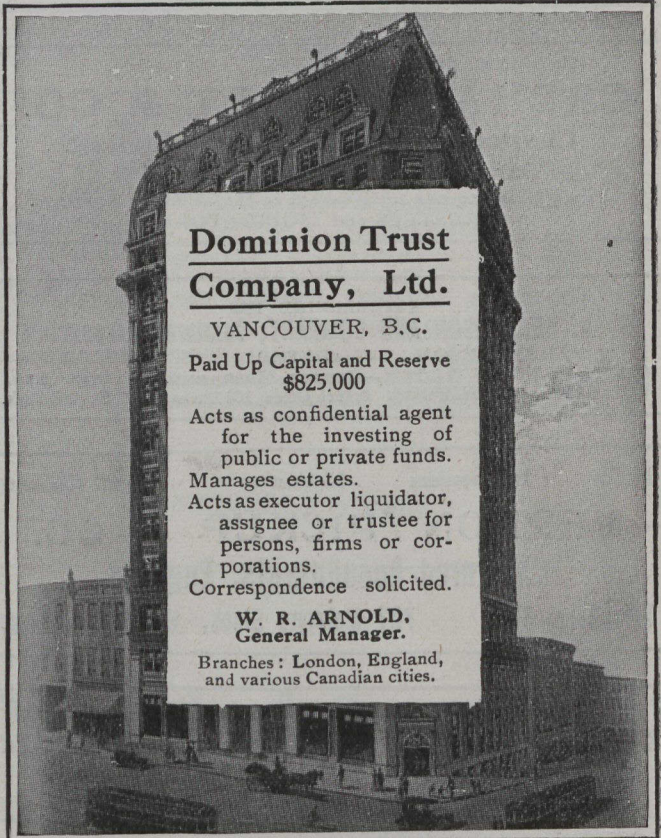 Dominion Trust
Company, Ltd.
VANCOUVER, B.C.
Paid Up Capital and Reserve
$825,000
Acts as confidential agent
for the investing of
public or private funds.
Manages estates.
Acts as executor liquidator,
assignee or trustee for
persons, firms or cor-
porations.
Correspondence solicited.
W. R. ARNOLD,
General Manager.
Branches: London, England,
and various Canadian cities.